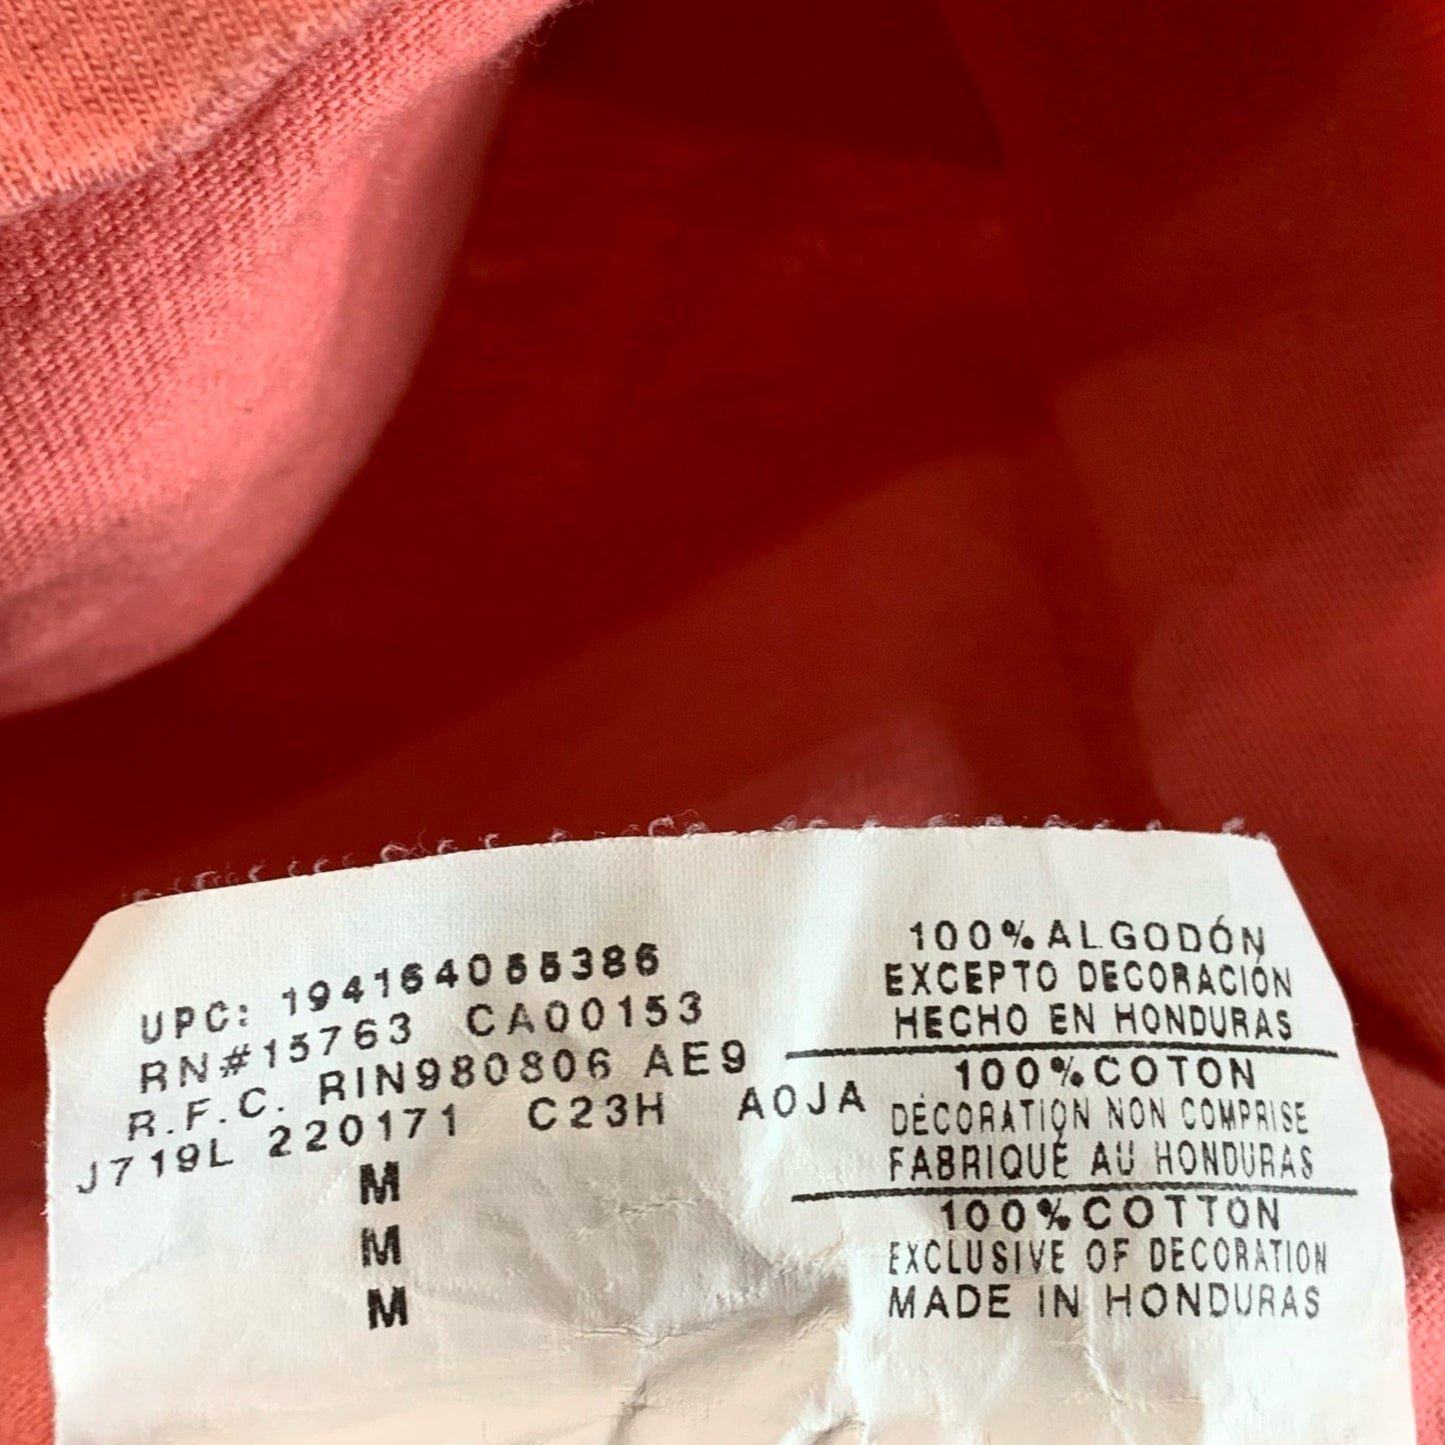 UPC: 194164055386
RN#15763 CA00153
R.F.C. RIN980806 AE9
J719L 220171 C23H A0JA
M
M
M
100% ALGODÓN
EXCEPTO DECORACIÓN
HECHO EN HONDURAS
100% COTON
DÉCORATION NON COMPRISE
FABRIQUÉ AU HONDURAS
100% COTTON
EXCLUSIVE OF DECORATION
MADE IN HONDURAS